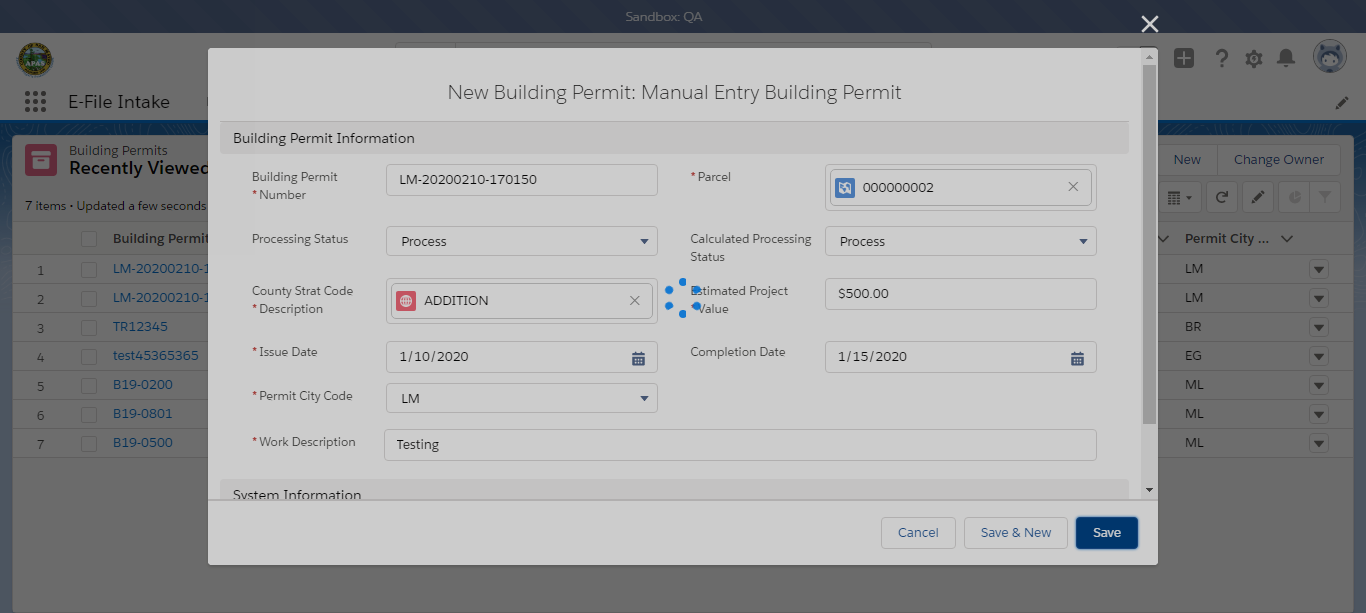 Sandbox: QA
E-File Intake
New Building Permit: Manual Entry Building Permit
Building Permit Information
Building Permit
* Number
LM-20200210-170150
* Parcel
000000002
Processing Status
Process
Calculated Processing
Status
Process
County Strat Code
* Description
ADDITION
Estimated Project
* Value
$500.00
* Issue Date
1/10/2020
Completion Date
1/15/2020
* Permit City Code
LM
* Work Description
Testing
System Information
Cancel
Save & New
Save
Building Permits
Recently Viewed
New
Change Owner
7 items • Updated a few seconds
Building Permit
Permit City ...
1 LM-20200210-1 LM
2 LM-20200210-1 LM
3 TR12345 BR
4 test45365365 EG
5 B19-0200 ML
6 B19-0801 ML
7 B19-0500 ML